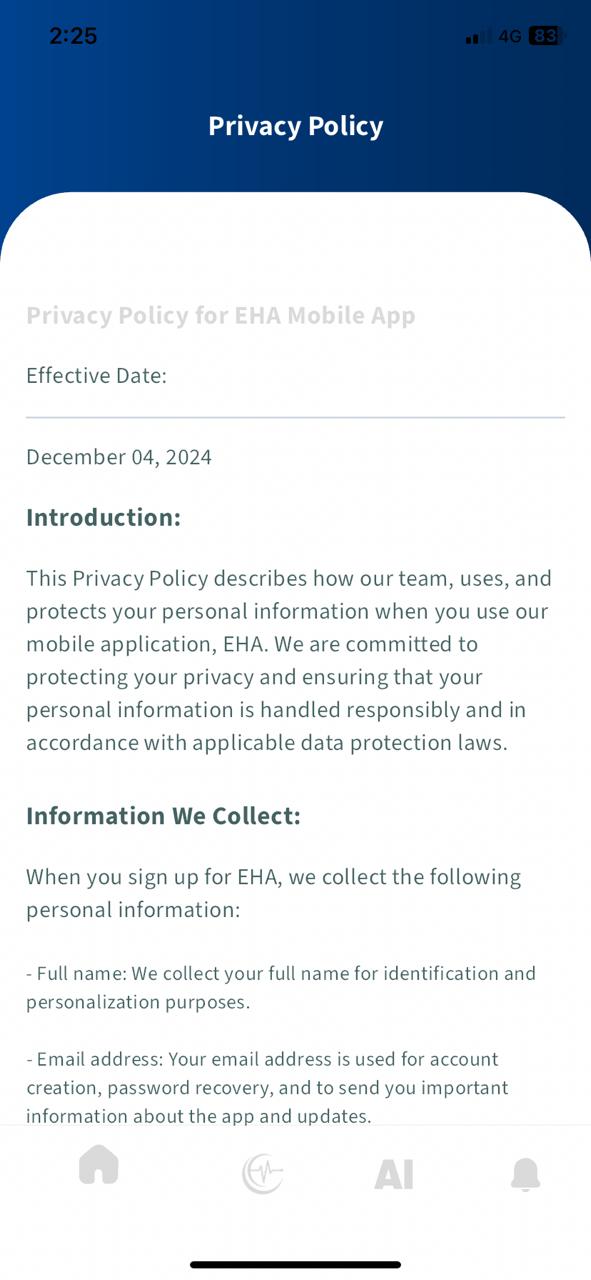 2:25
4G
83
Privacy Policy
Privacy Policy for EHA Mobile App
Effective Date:
December 04, 2024
Introduction:
This Privacy Policy describes how our team, uses, and
protects your personal information when you use our
mobile application, EHA. We are committed to
protecting your privacy and ensuring that your
personal information is handled responsibly and in
accordance with applicable data protection laws.
Information We Collect:
When you sign up for EHA, we collect the following
personal information:
- Full name: We collect your full name for identification and
personalization purposes.
- Email address: Your email address is used for account
creation, password recovery, and to send you important
information about the app and updates.
AI